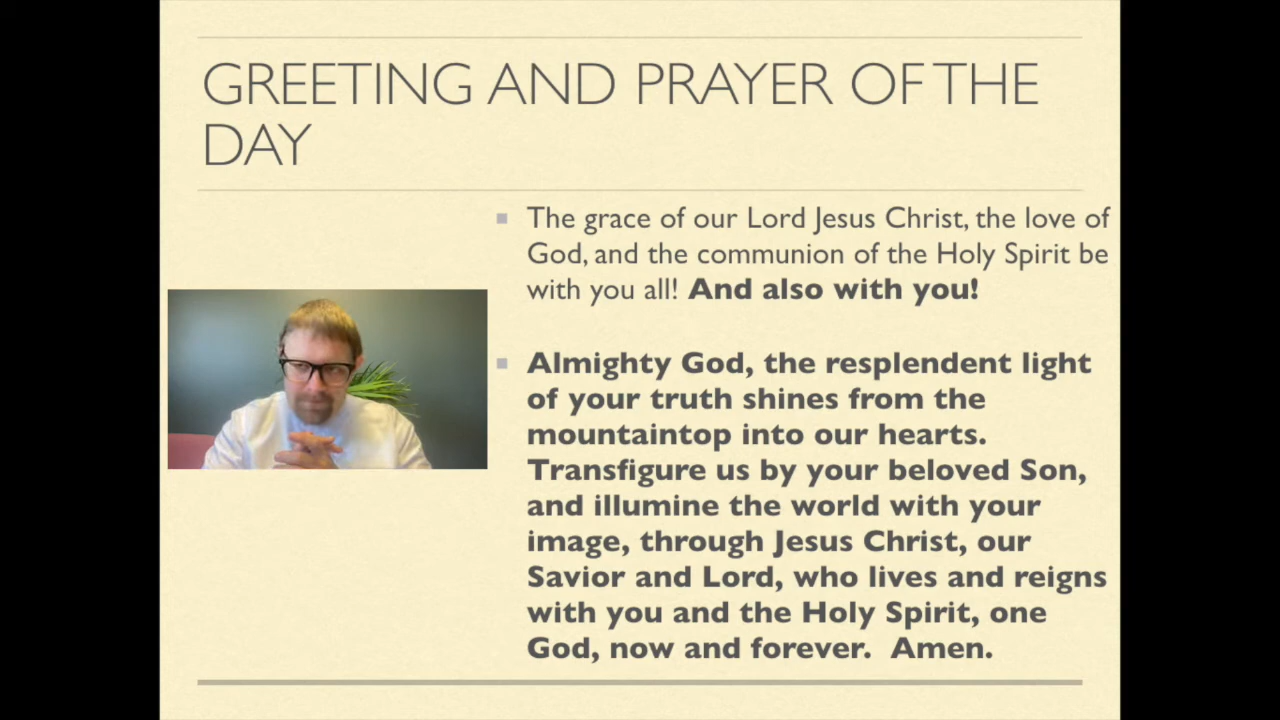 GREETING AND PRAYER OF THE
DAY
The grace of our Lord Jesus Christ, the love of
God, and the communion of the Holy Spirit be
with you all! And also with you!
Almighty God, the resplendent light
of your truth shines from the
mountaintop into our hearts.
Transfigure us by your beloved Son,
and illumine the world with your
image, through Jesus Christ, our
Savior and Lord, who lives and reigns
with you and the Holy Spirit, one
God, now and forever.  Amen.